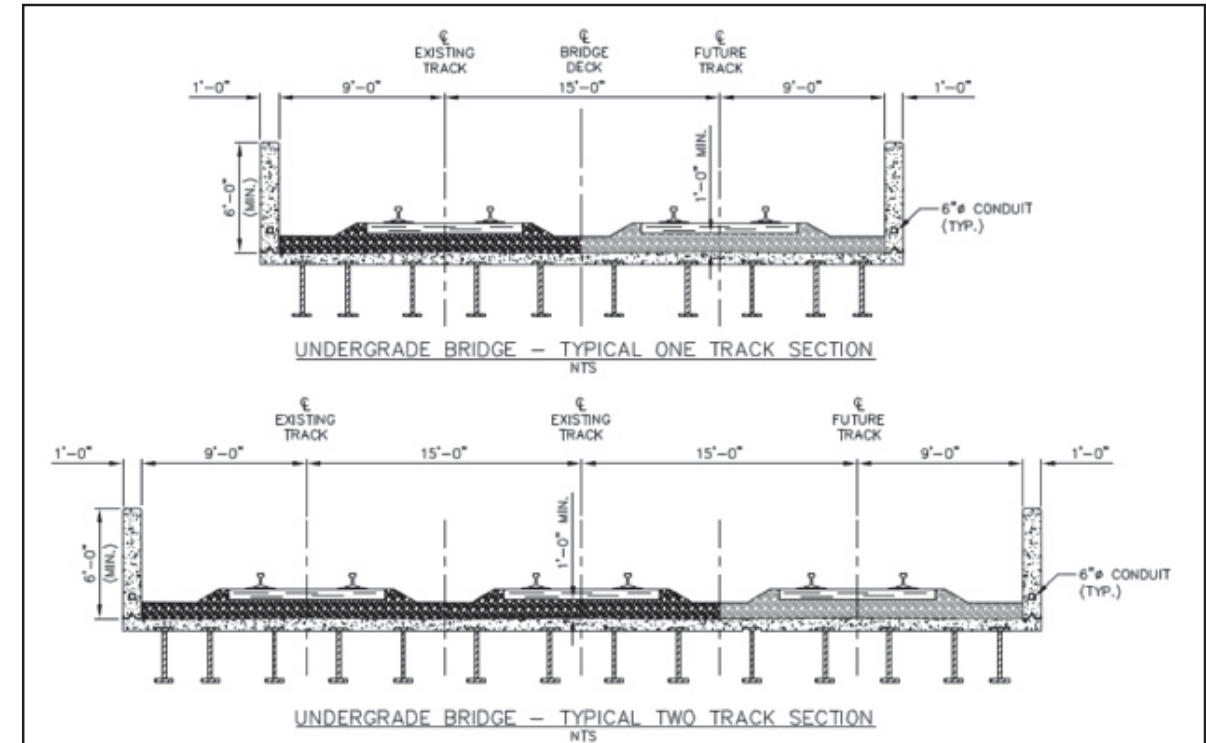 ℄
EXISTING
TRACK
℄
BRIDGE
DECK
℄
FUTURE
TRACK
1'-0"
9'-0"
15'-0"
9'-0"
1'-0"
6'-0"
(MIN.)
1'-0" MIN.
6"ø CONDUIT
(TYP.)
UNDERGRADE BRIDGE – TYPICAL ONE TRACK SECTION
NTS
℄
EXISTING
TRACK
℄
EXISTING
TRACK
℄
FUTURE
TRACK
1'-0"
9'-0"
15'-0"
15'-0"
9'-0"
1'-0"
6'-0"
(MIN.)
1'-0" MIN.
6"ø CONDUIT
(TYP.)
UNDERGRADE BRIDGE – TYPICAL TWO TRACK SECTION
NTS